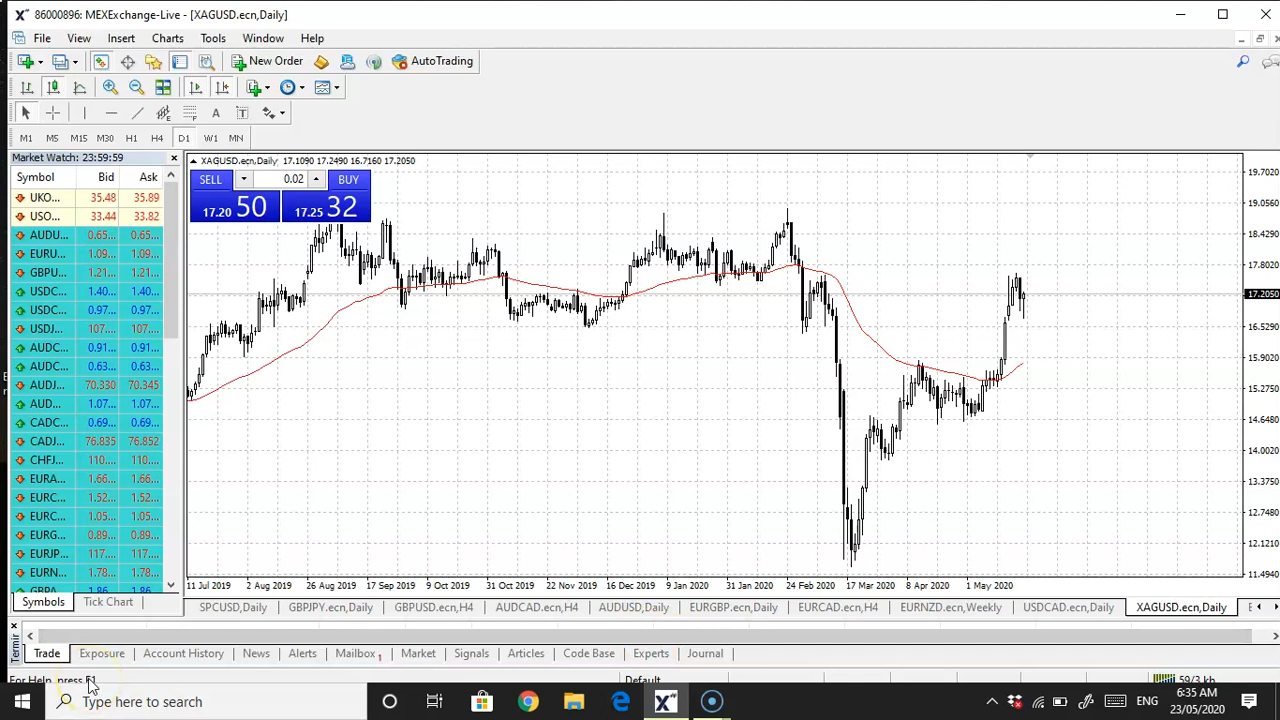 86000896: MEXExchange-Live - [XAGUSD.ecn,Daily]
File View Insert Charts Tools Window Help
New Order AutoTrading
M1 M5 M15 M30 H1 H4 D1 W1 MN
Market Watch: 23:59:59
Symbol Bid Ask
UKO... 35.48 35.89
USO... 33.44 33.82
AUDU... 0.65... 0.65...
EURU... 1.09... 1.09...
GBPU... 1.21... 1.21...
USDC... 1.40... 1.40...
USDC... 0.97... 0.97...
USDJ... 107.... 107....
AUDC... 0.91... 0.91...
AUDC... 0.63... 0.63...
AUDJ... 70.330 70.345
AUD... 1.07... 1.07...
CADC... 0.69... 0.69...
CADJ... 76.835 76.852
CHFJ... 110.... 110....
EURA... 1.66... 1.66...
EURC... 1.52... 1.52...
EURC... 1.05... 1.05...
EURG... 0.89... 0.89...
EURJP... 117.... 117....
EURN... 1.78... 1.78...
GBPA... 1.86... 1.86...
Symbols Tick Chart
XAGUSD.ecn,Daily 17.1090 17.2490 16.7160 17.2050
SELL 0.02 BUY
17.20 50 17.25 32
19.7020
19.0560
18.4290
17.8020
17.2050
16.5290
15.9020
15.2750
14.6480
14.0020
13.3750
12.7480
12.1210
11.4940
11 Jul 2019 2 Aug 2019 26 Aug 2019 17 Sep 2019 9 Oct 2019 31 Oct 2019 22 Nov 2019 16 Dec 2019 9 Jan 2020 31 Jan 2020 24 Feb 2020 17 Mar 2020 8 Apr 2020 1 May 2020
SPCUSD,Daily GBPJPY.ecn,Daily GBPUSD.ecn,H4 AUDCAD.ecn,H4 AUDUSD,Daily EURGBP.ecn,Daily EURCAD.ecn,H4 EURNZD.ecn,Weekly USDCAD.ecn,Daily XAGUSD.ecn,Daily
Termin
Trade Exposure Account History News Alerts Mailbox 1 Market Signals Articles Code Base Experts Journal
For Help, press F1 Default 59/3 kb
Type here to search
ENG
6:35 AM
23/05/2020